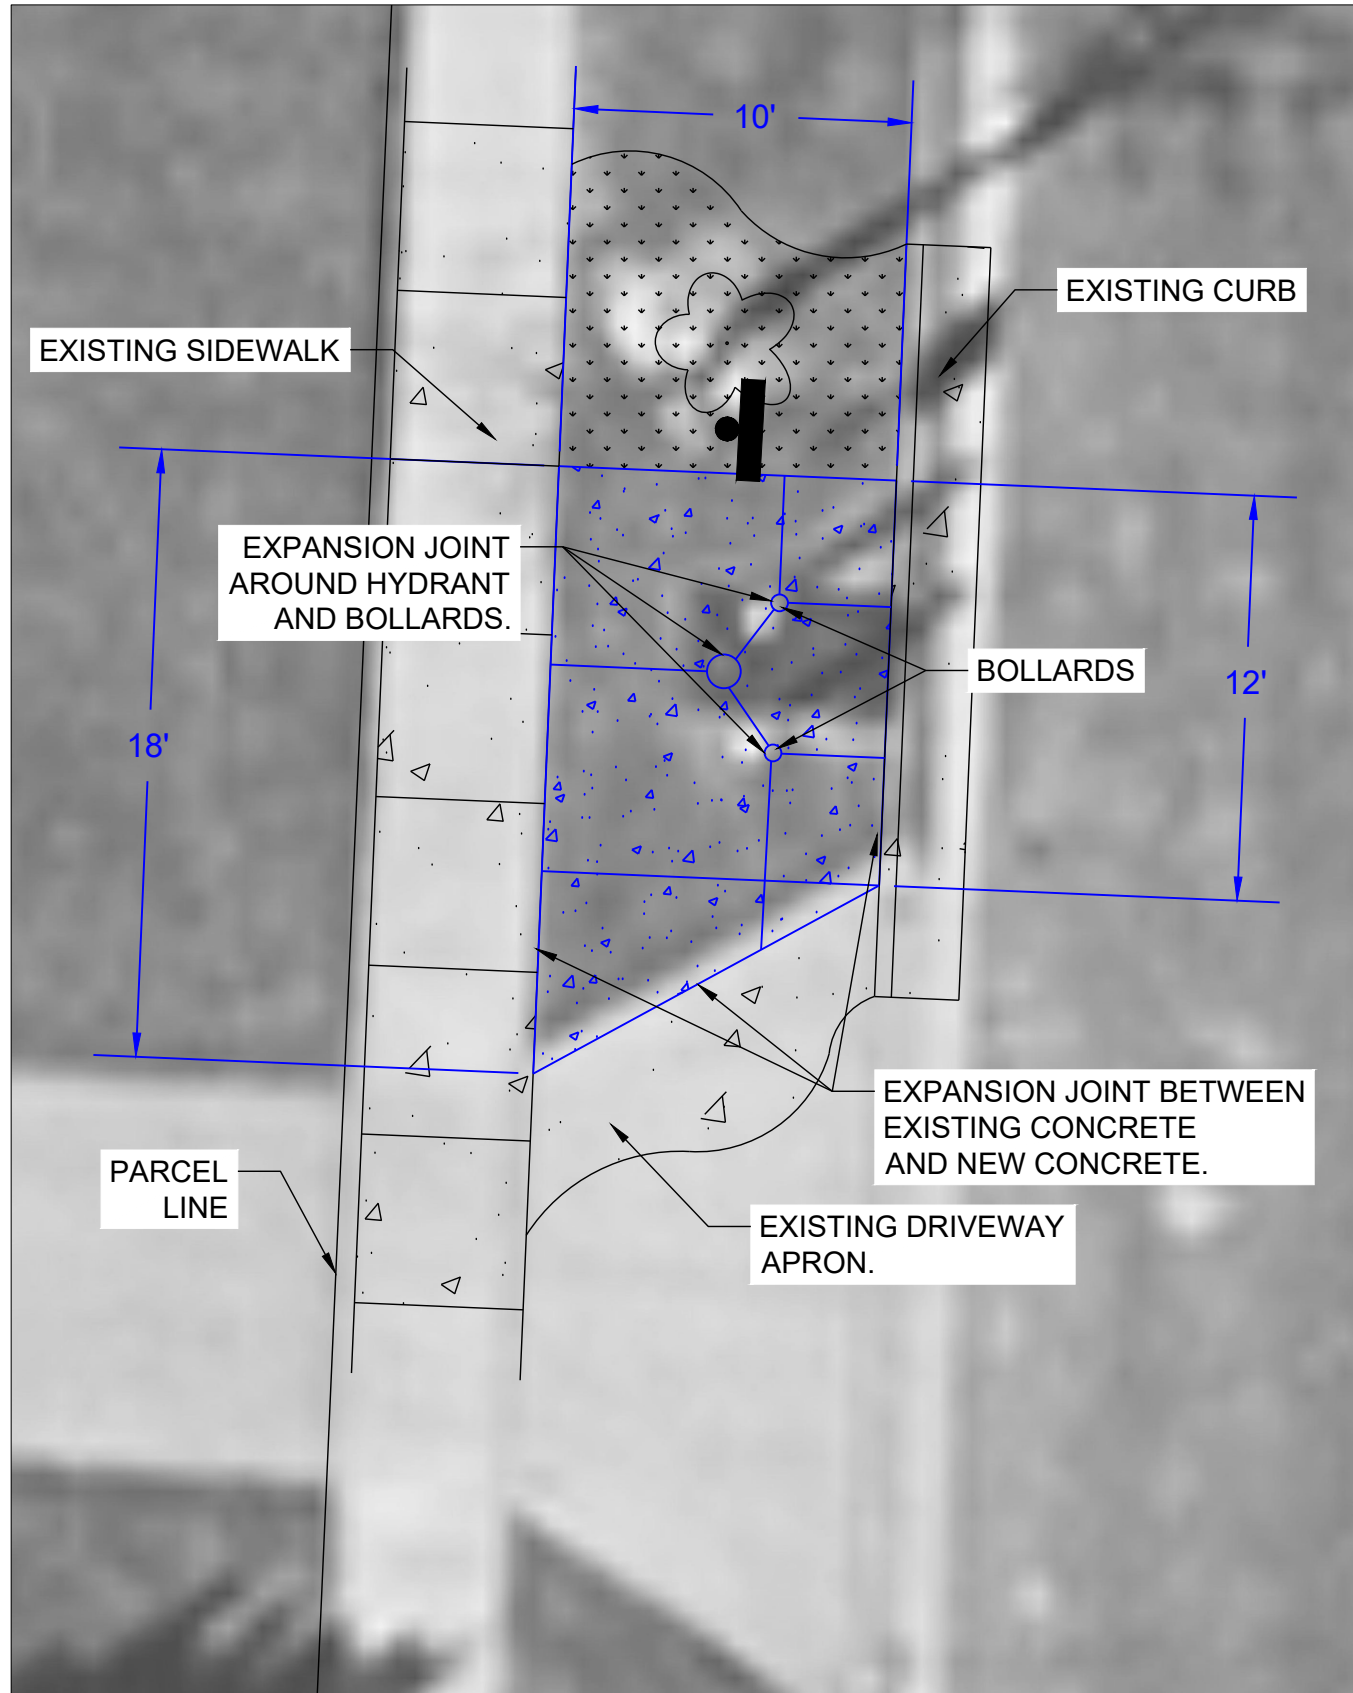 10'
EXISTING CURB
EXISTING SIDEWALK
EXPANSION JOINT
AROUND HYDRANT
AND BOLLARDS.
BOLLARDS
12'
18'
EXPANSION JOINT BETWEEN
EXISTING CONCRETE
AND NEW CONCRETE.
PARCEL
LINE
EXISTING DRIVEWAY
APRON.